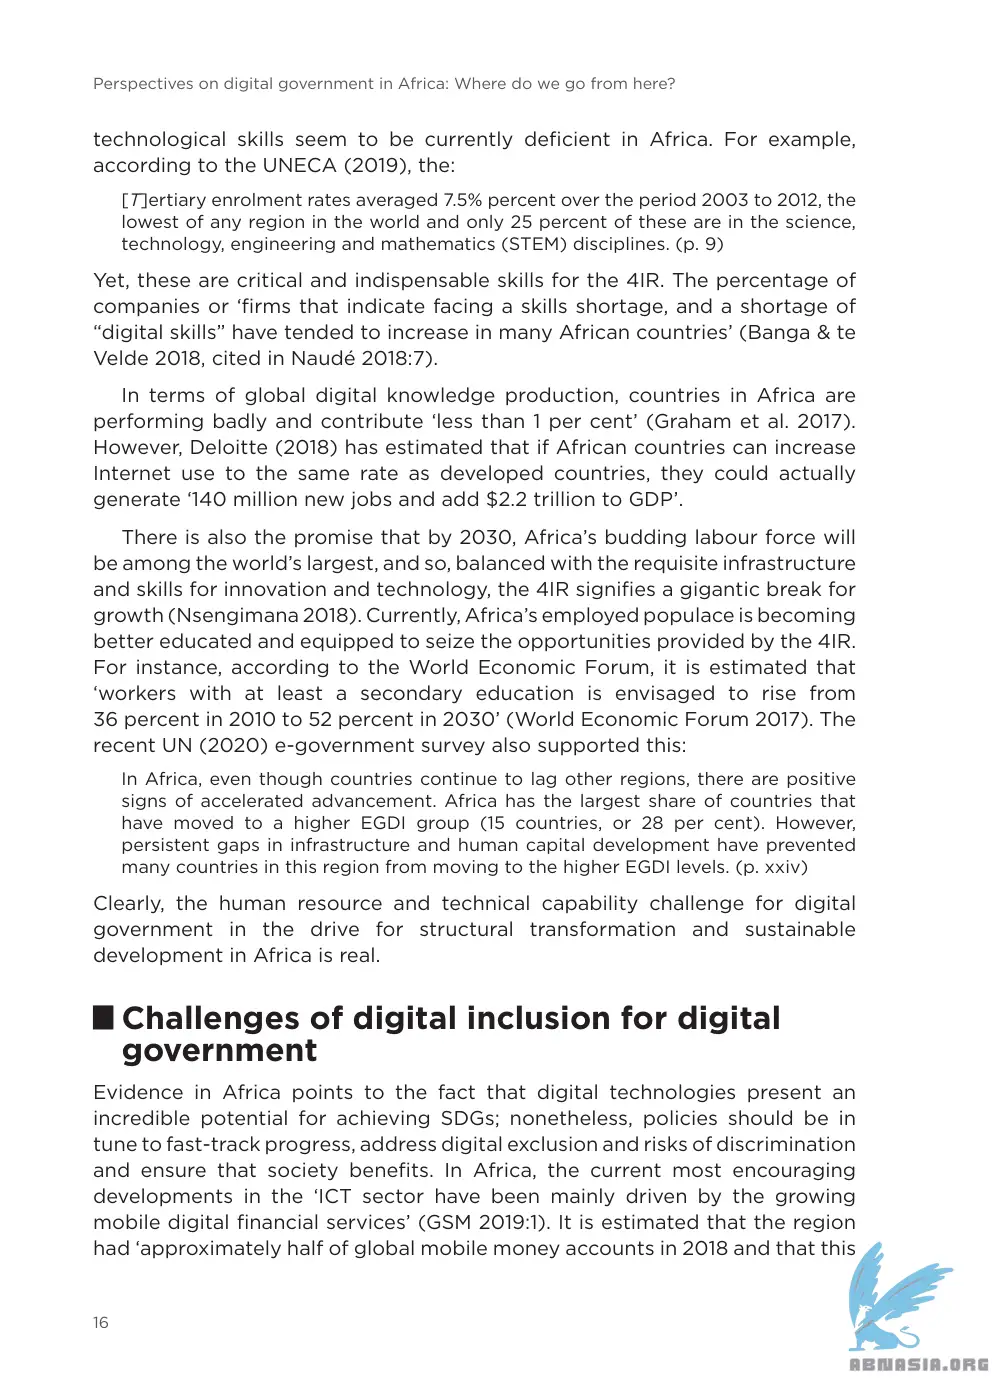 Perspectives on digital government in Africa: Where do we go from here?
technological skills seem to be currently deficient in Africa. For example,
according to the UNECA (2019), the:
[T]ertiary enrolment rates averaged 7.5% percent over the period 2003 to 2012, the
lowest of any region in the world and only 25 percent of these are in the science,
technology, engineering and mathematics (STEM) disciplines. (p. 9)
Yet, these are critical and indispensable skills for the 4IR. The percentage of
companies or ‘firms that indicate facing a skills shortage, and a shortage of
“digital skills” have tended to increase in many African countries’ (Banga & te
Velde 2018, cited in Naudé 2018:7).
In terms of global digital knowledge production, countries in Africa are
performing badly and contribute ‘less than 1 per cent’ (Graham et al. 2017).
However, Deloitte (2018) has estimated that if African countries can increase
Internet use to the same rate as developed countries, they could actually
generate ‘140 million new jobs and add $2.2 trillion to GDP’.
There is also the promise that by 2030, Africa’s budding labour force will
be among the world’s largest, and so, balanced with the requisite infrastructure
and skills for innovation and technology, the 4IR signifies a gigantic break for
growth (Nsengimana 2018). Currently, Africa’s employed populace is becoming
better educated and equipped to seize the opportunities provided by the 4IR.
For instance, according to the World Economic Forum, it is estimated that
‘workers with at least a secondary education is envisaged to rise from
36 percent in 2010 to 52 percent in 2030’ (World Economic Forum 2017). The
recent UN (2020) e-government survey also supported this:
In Africa, even though countries continue to lag other regions, there are positive
signs of accelerated advancement. Africa has the largest share of countries that
have moved to a higher EGDI group (15 countries, or 28 per cent). However,
persistent gaps in infrastructure and human capital development have prevented
many countries in this region from moving to the higher EGDI levels. (p. xxiv)
Clearly, the human resource and technical capability challenge for digital
government in the drive for structural transformation and sustainable
development in Africa is real.
Challenges of digital inclusion for digital
government
Evidence in Africa points to the fact that digital technologies present an
incredible potential for achieving SDGs; nonetheless, policies should be in
tune to fast-track progress, address digital exclusion and risks of discrimination
and ensure that society benefits. In Africa, the current most encouraging
developments in the ‘ICT sector have been mainly driven by the growing
mobile digital financial services’ (GSM 2019:1). It is estimated that the region
had ‘approximately half of global mobile money accounts in 2018 and that this
16
ABNASIA.ORG